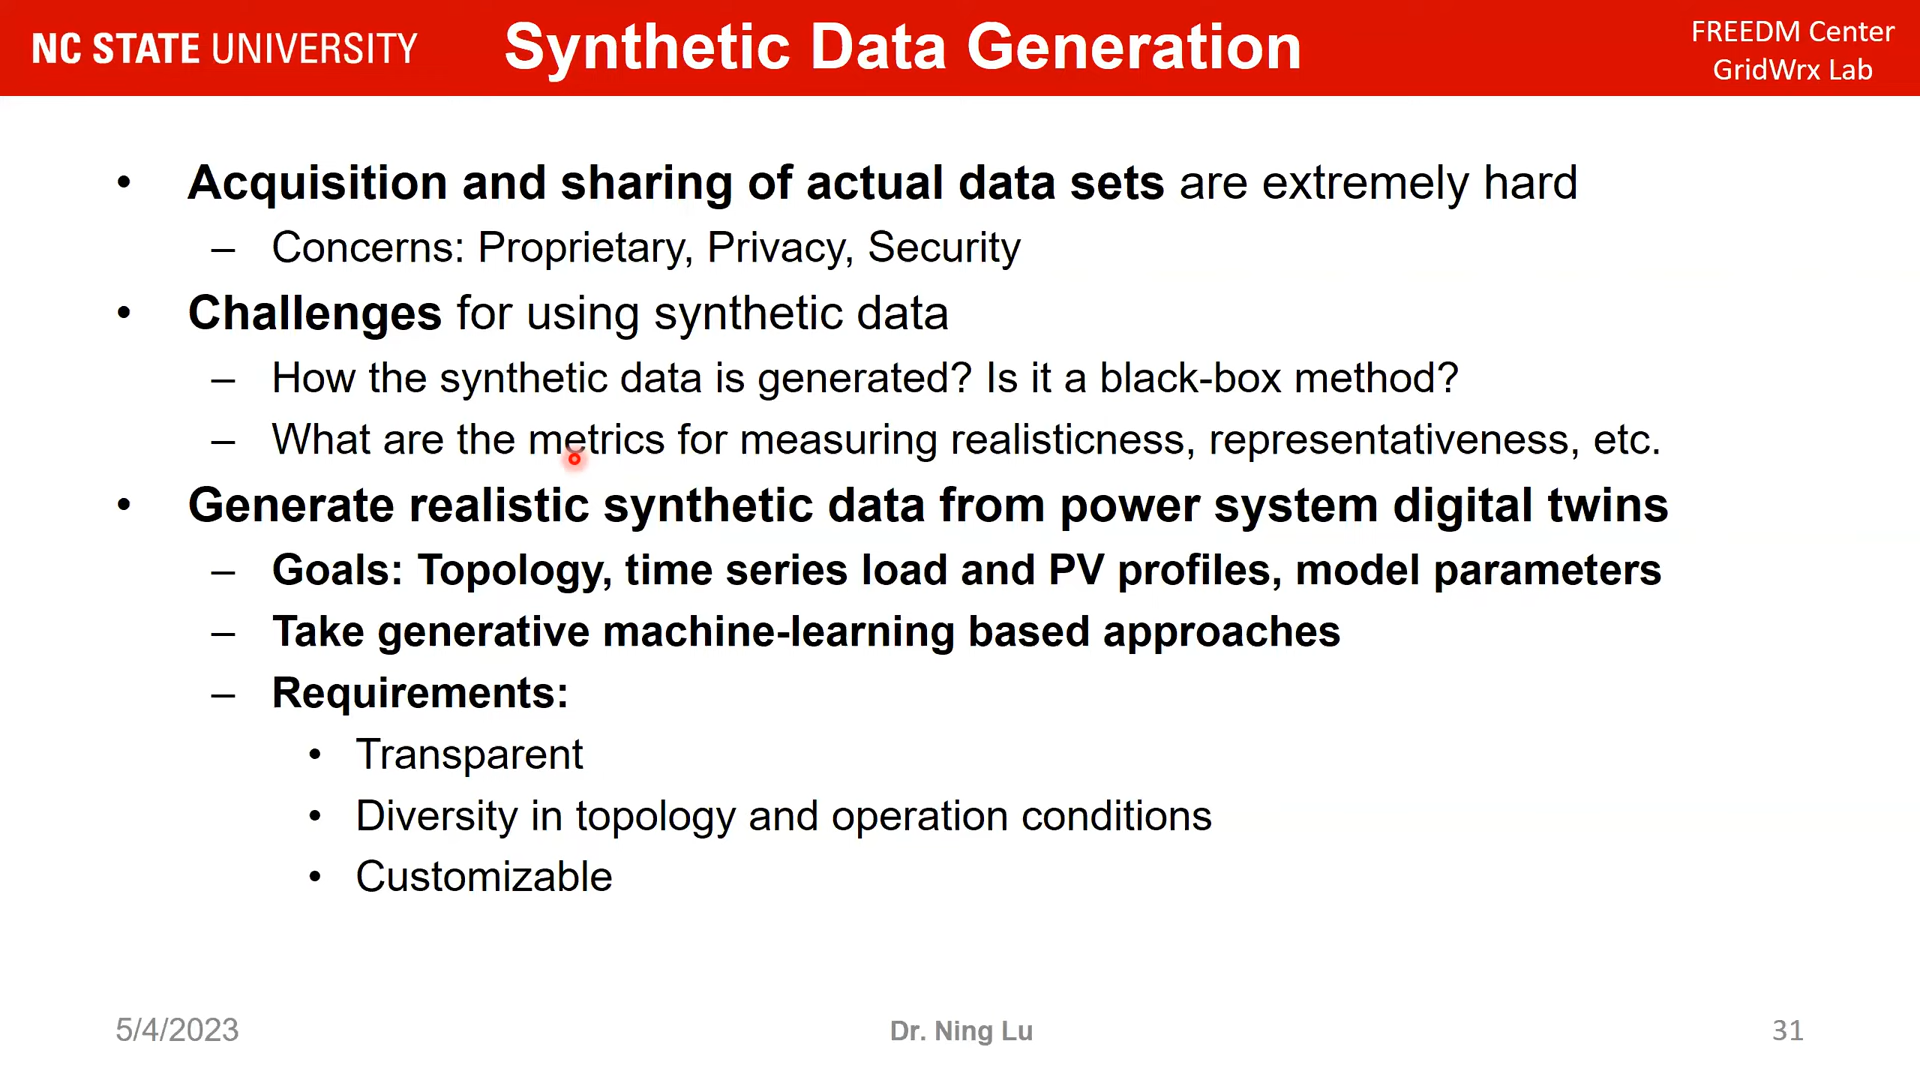 NC STATE UNIVERSITY
Synthetic Data Generation
FREEDM Center
GridWrx Lab
• Acquisition and sharing of actual data sets are extremely hard
– Concerns: Proprietary, Privacy, Security
• Challenges for using synthetic data
– How the synthetic data is generated? Is it a black-box method?
– What are the metrics for measuring realisticness, representativeness, etc.
• Generate realistic synthetic data from power system digital twins
– Goals: Topology, time series load and PV profiles, model parameters
– Take generative machine-learning based approaches
– Requirements:
• Transparent
• Diversity in topology and operation conditions
• Customizable
5/4/2023
Dr. Ning Lu
31